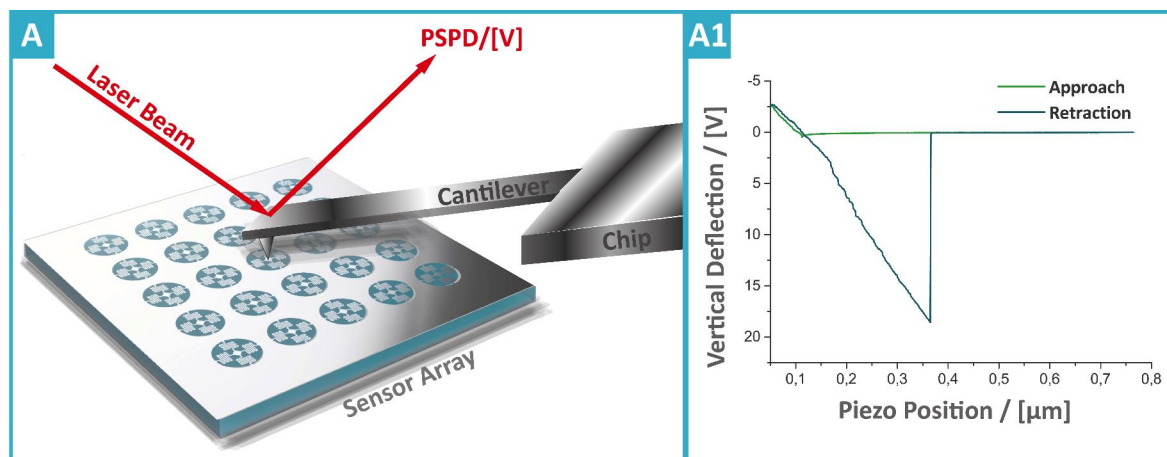 A
PSPD/[V]
Laser Beam
Cantilever
Chip
Sensor Array
A1
Approach
Retraction
Vertical Deflection / [V]
-5
0
5
10
15
20
0,1 0,2 0,3 0,4 0,5 0,6 0,7 0,8
Piezo Position / [µm]